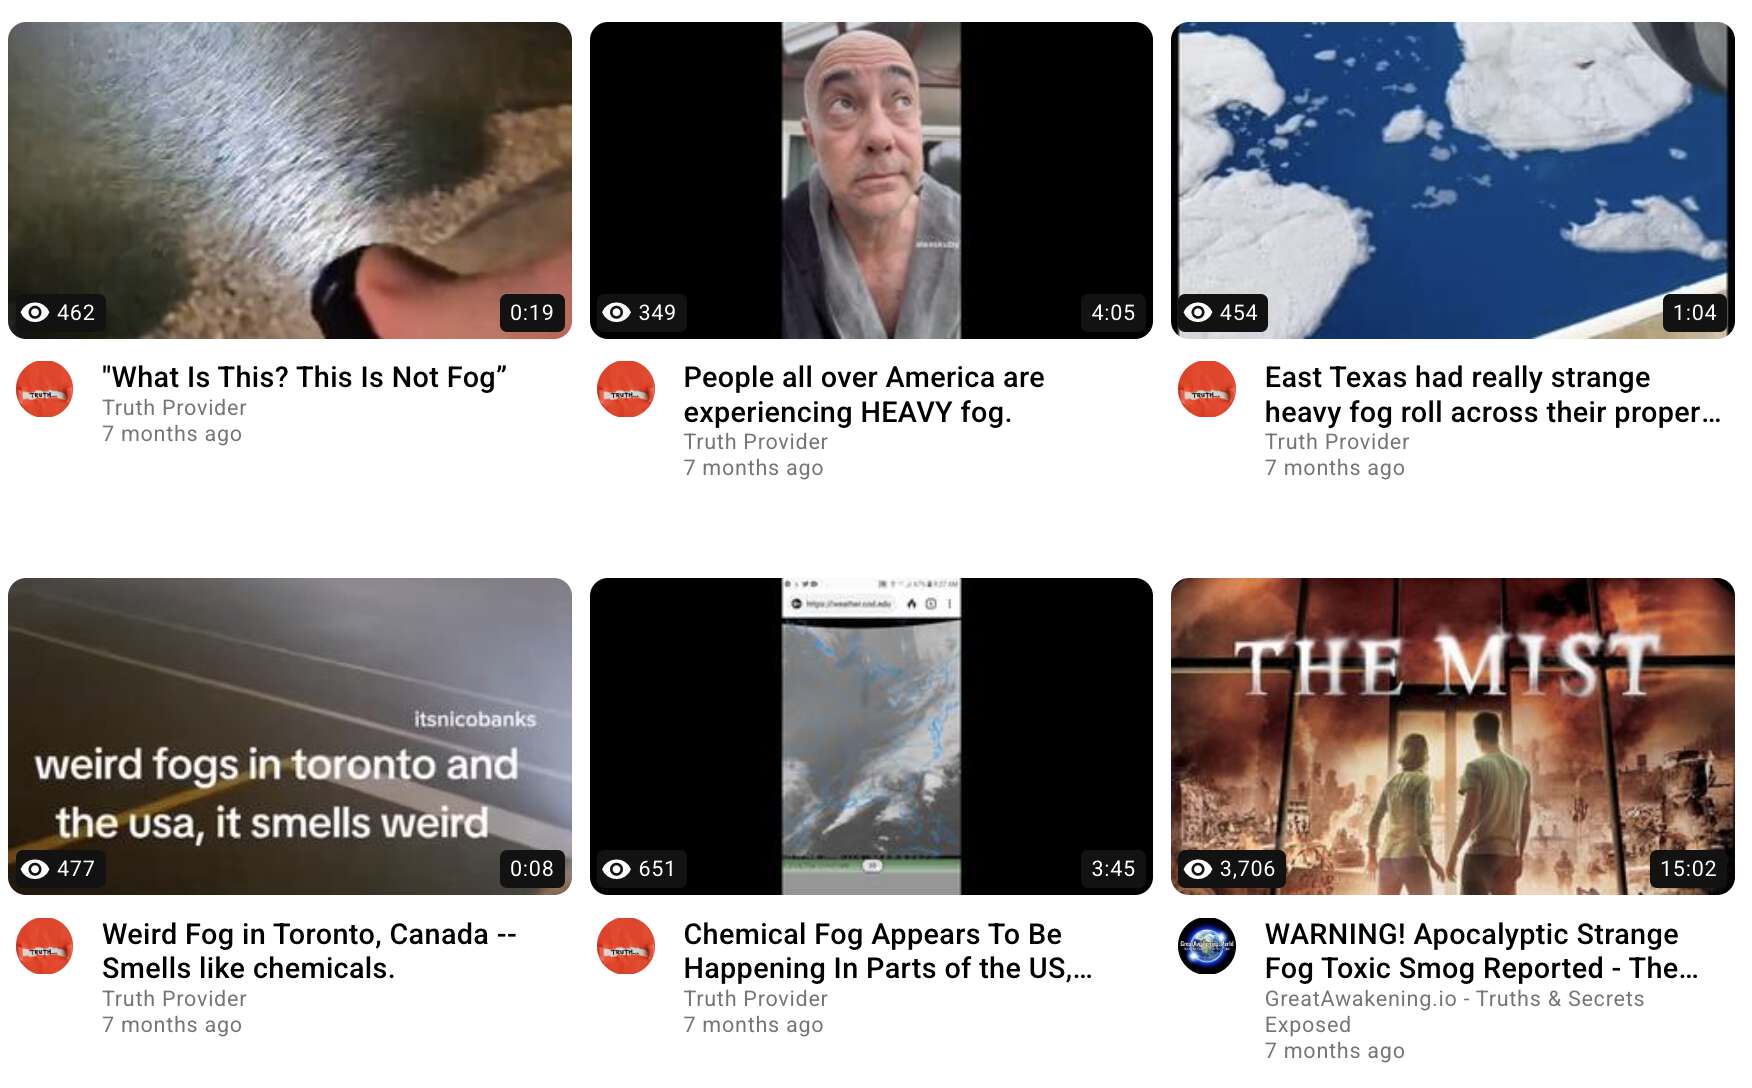 462
0:19
"What Is This? This Is Not Fog”
Truth Provider
7 months ago
349
4:05
People all over America are
experiencing HEAVY fog.
Truth Provider
7 months ago
454
1:04
East Texas had really strange
heavy fog roll across their proper...
Truth Provider
7 months ago
itsnicobanks
weird fogs in toronto and
the usa, it smells weird
477
0:08
Weird Fog in Toronto, Canada --
Smells like chemicals.
Truth Provider
7 months ago
https://weather.cod.edu
651
3:45
Chemical Fog Appears To Be
Happening In Parts of the US,...
Truth Provider
7 months ago
THE MIST
3,706
15:02
WARNING! Apocalyptic Strange
Fog Toxic Smog Reported - The...
GreatAwakening.io - Truths & Secrets
Exposed
7 months ago